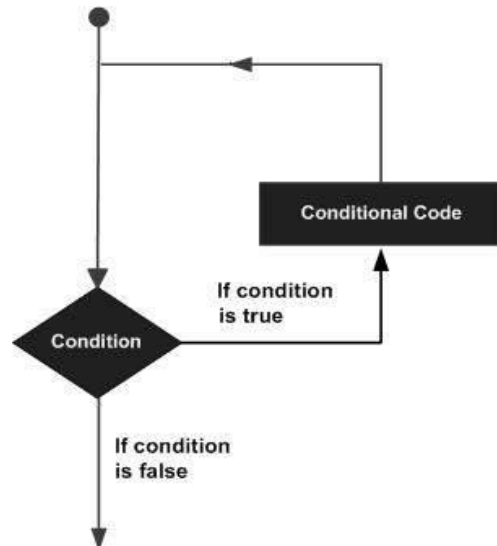 Conditional Code
If condition
is true
Condition
If condition
is false